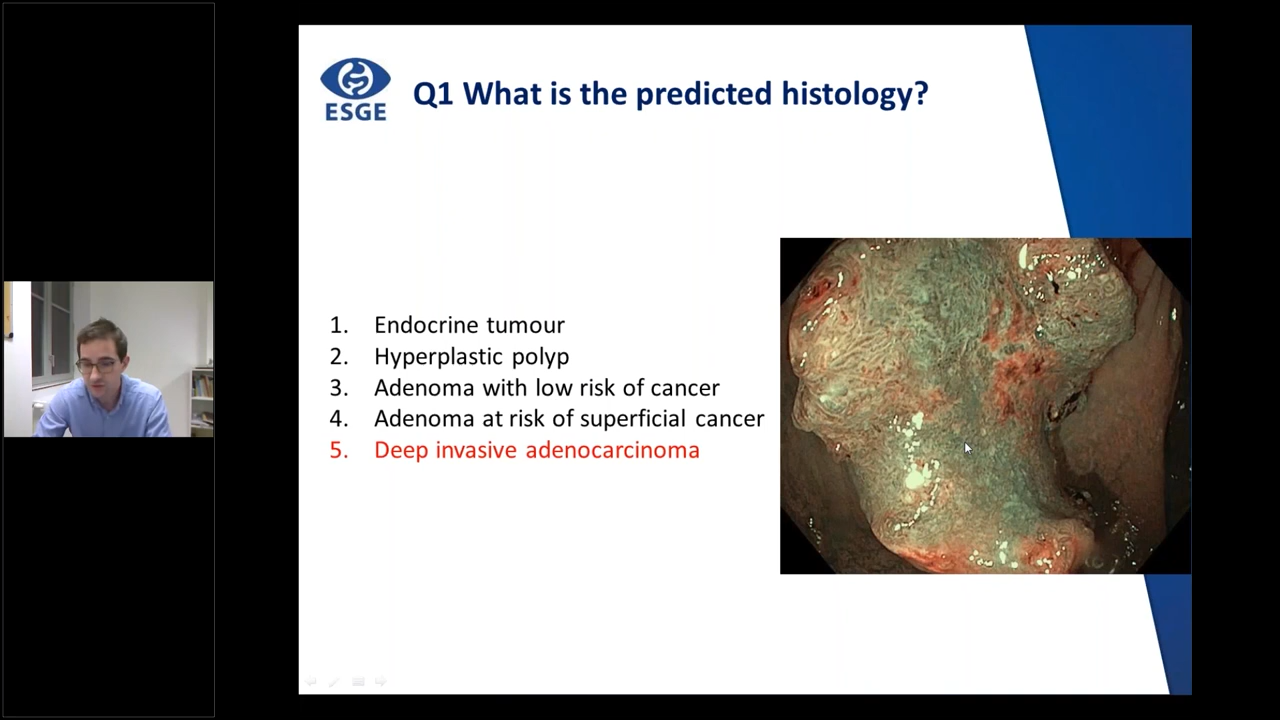 ESGE
Q1 What is the predicted histology?
1. Endocrine tumour
2. Hyperplastic polyp
3. Adenoma with low risk of cancer
4. Adenoma at risk of superficial cancer
5. Deep invasive adenocarcinoma